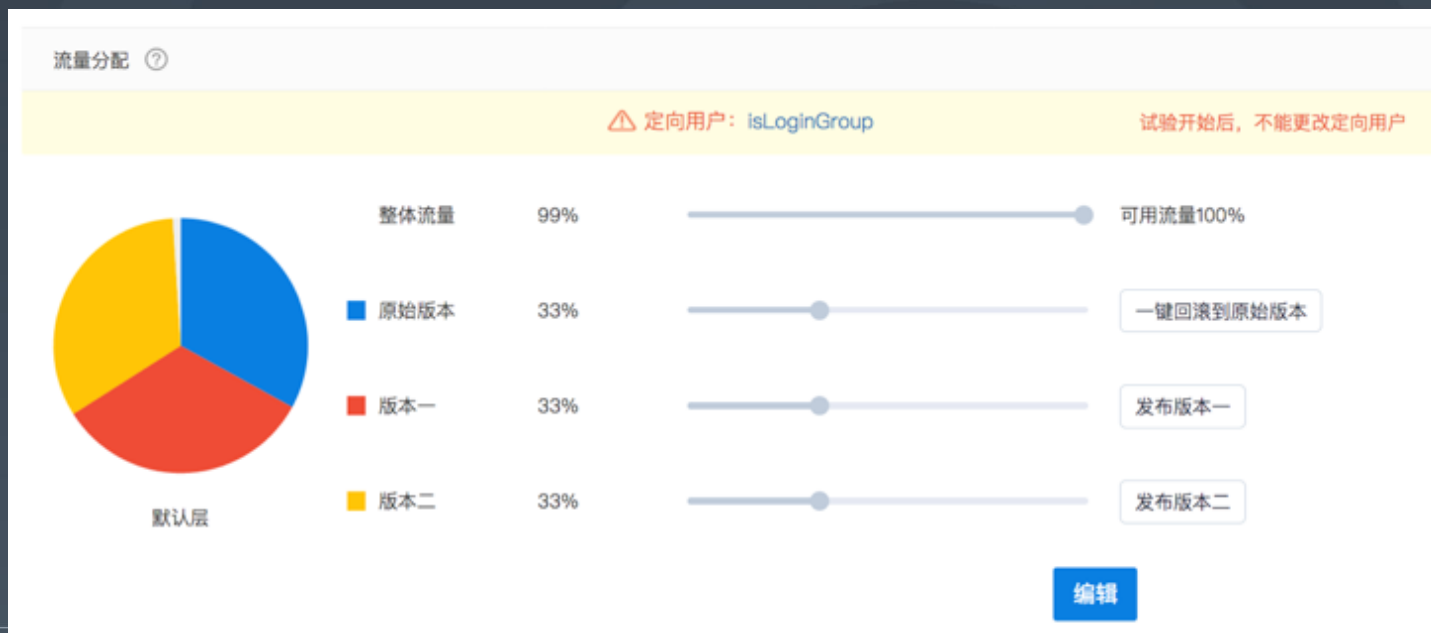 流量分配 ?
定向用户：isLoginGroup 试验开始后，不能更改定向用户
整体流量 99% 可用流量100%
原始版本 33% 一键回滚到原始版本
版本一 33% 发布版本一
版本二 33% 发布版本二
默认层
编辑